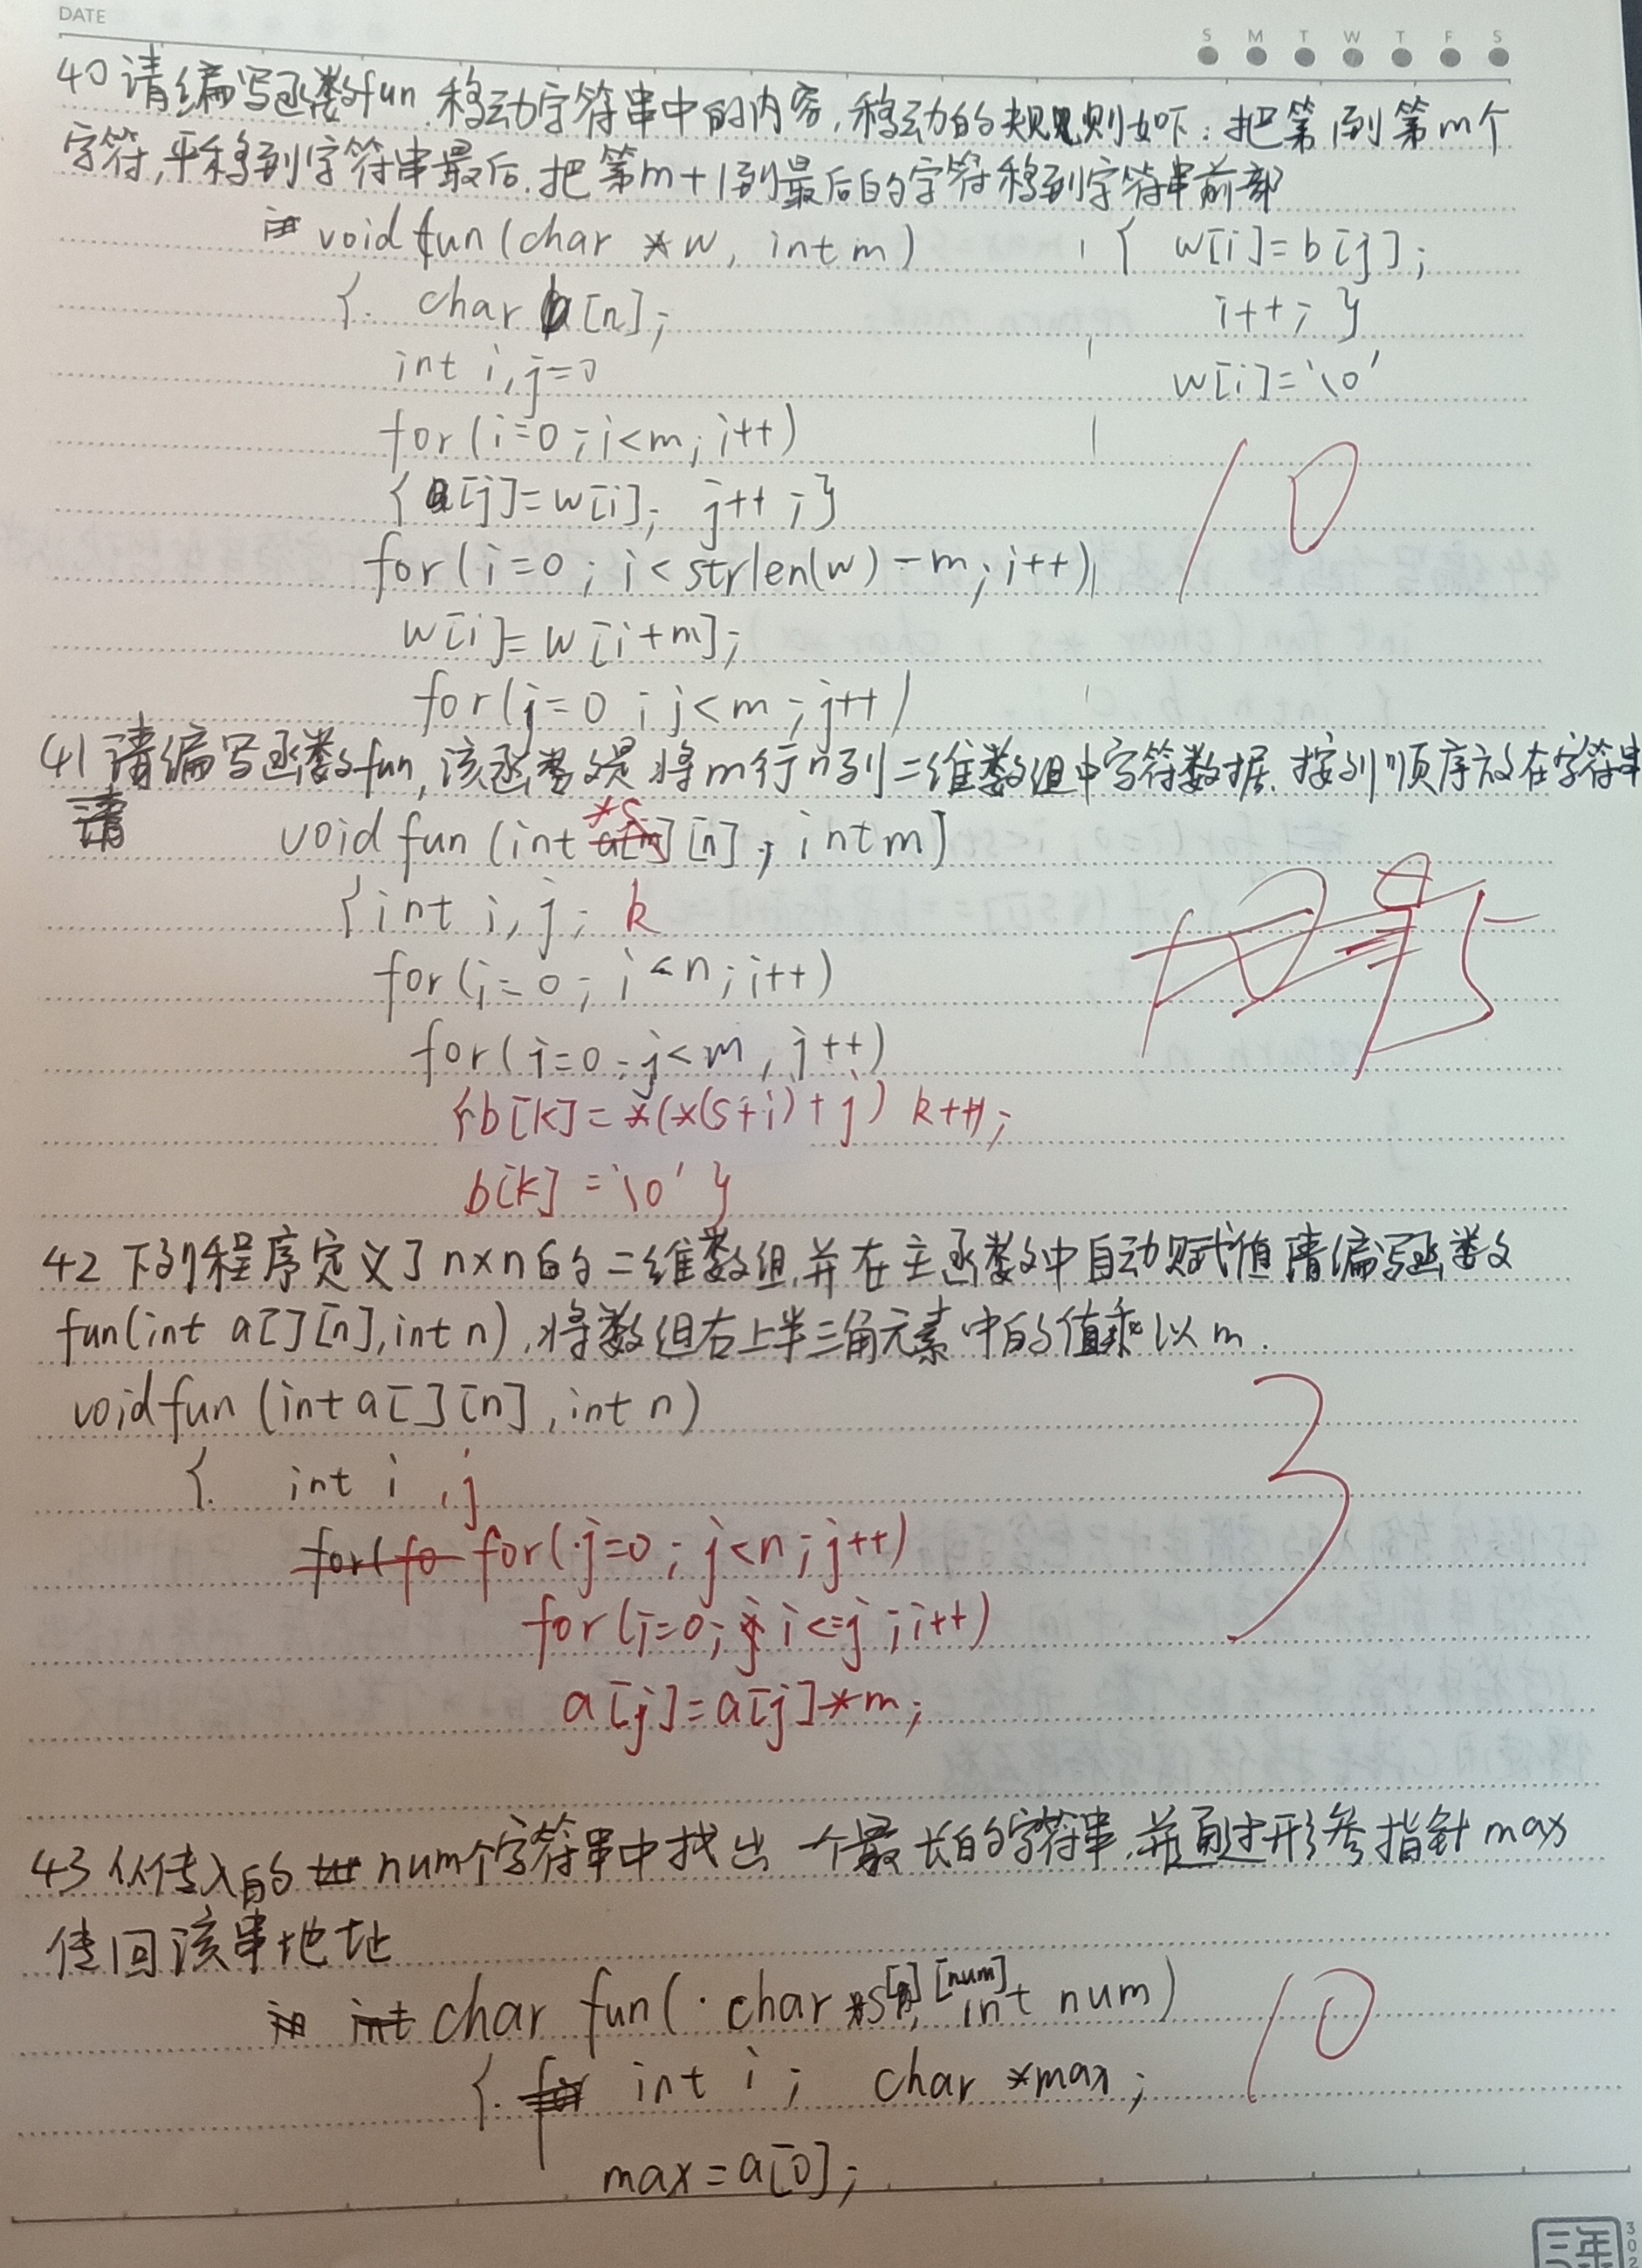 DATE
S M T W T F S
40 请编写函数fun.移动字符串中的内容,移动的规则如下:把第1到第m个
字符,平移到字符串最后,把第m+1到最后的字符移到字符串前部
void fun(char *w, int m)
{ char a[n];
int i, j=0
for(i=0;i<m;i++)
{ a[j]=w[i]; j++;}
for(i=0;i<strlen(w)-m;i++)
w[i]=w[i+m];
for(j=0;j<m;j++)
{ w[i]=b[j];
i++; }
w[i]='\0'
10
41 请编写函数fun,该函数是将m行n列二维数组中字符数据.按列顺序放在字符串
void fun(int *s[n], int m]
{int i, j; k
for(i=0;i<n;i++)
for(j=0;j<m,j++)
{b[k]=*(*(s+i)+j) k++;
b[k]='\0' }
5
42 下列程序定义了n×n的二维数组,并在主函数中自动赋值请编写函数
fun(int a[][n],int n),将数组右上半三角元素中的值乘以m.
void fun(int a[][n],int n)
{ int i,j
for(j=0;j<n;j++)
for(i=0;i<=j;i++)
a[j]=a[j]*m;
3
43 从传入的num个字符串中找出一个最长的字符串,并通过形参指针max
传回该串地址
char fun(char *s[][num], int num)
{ int i; char *max;
max=a[0];
10
三年